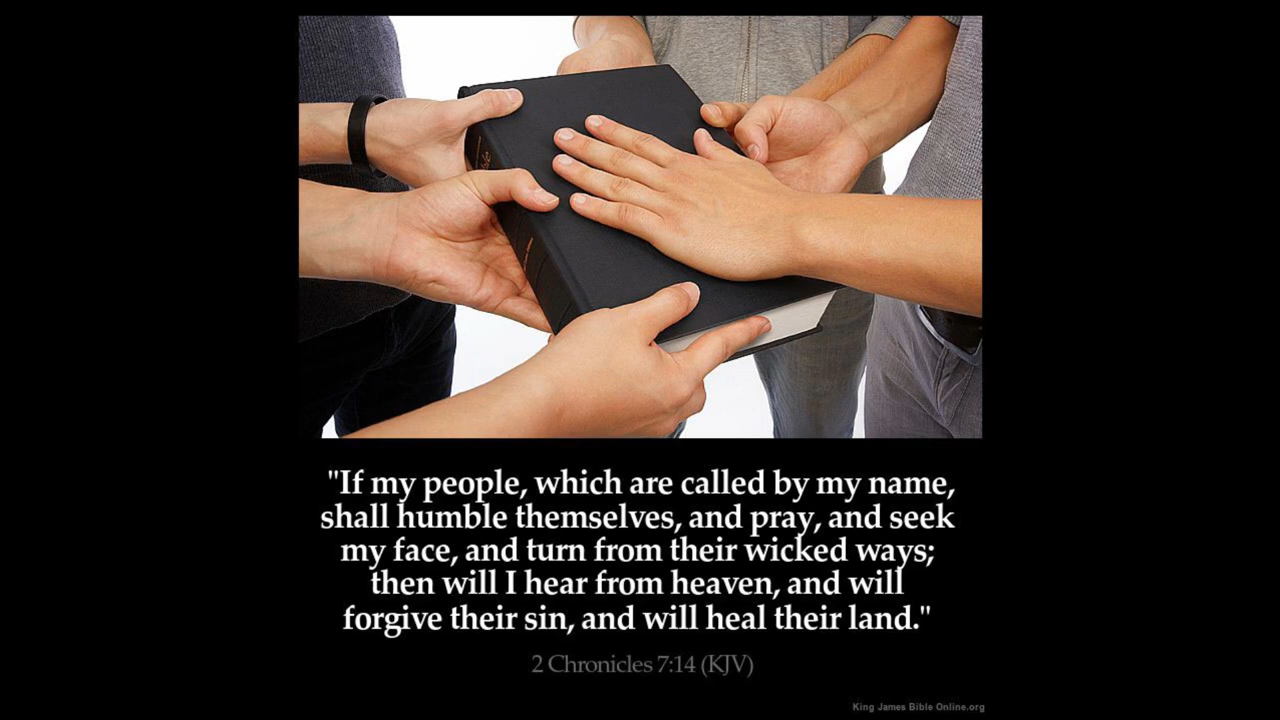 "If my people, which are called by my name,
shall humble themselves, and pray, and seek
my face, and turn from their wicked ways;
then will I hear from heaven, and will
forgive their sin, and will heal their land."
2 Chronicles 7:14 (KJV)
King James Bible Online.org